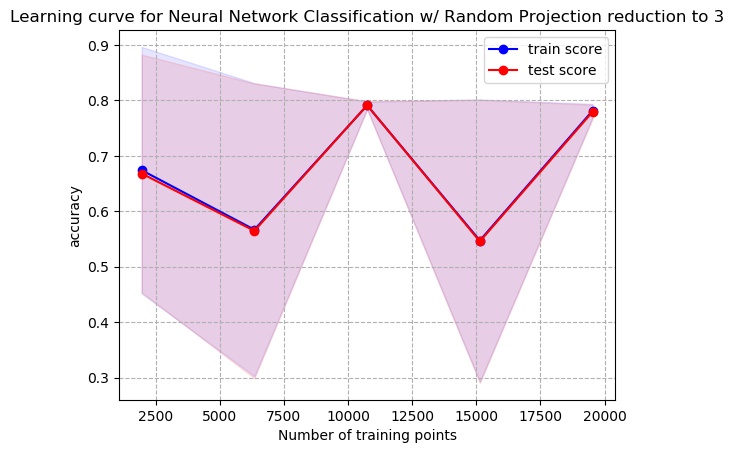 Learning curve for Neural Network Classification w/ Random Projection reduction to 3
train score
test score
0.9
0.8
0.7
0.6
0.5
0.4
0.3
accuracy
2500 5000 7500 10000 12500 15000 17500 20000
Number of training points